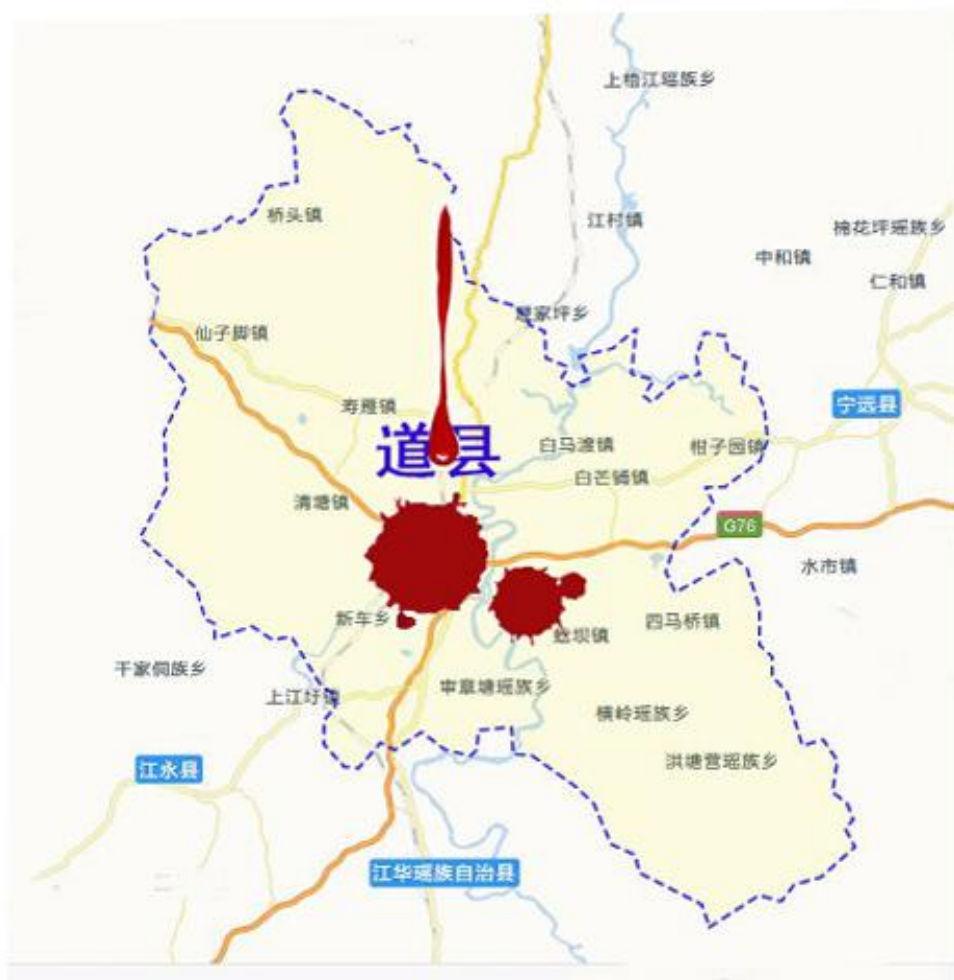 上梧江瑶族乡
桥头镇
江村镇
棉花坪瑶族乡
中和镇
仁和镇
理家坪乡
仙子脚镇
寿雁镇
宁远县
道县
白马渡镇
柑子园镇
白芒铺镇
清塘镇
G76
水市镇
新车乡
四马桥镇
蚣坝镇
千家侗族乡
上江圩镇
审章塘瑶族乡
横岭瑶族乡
洪塘营瑶族乡
江永县
江华瑶族自治县